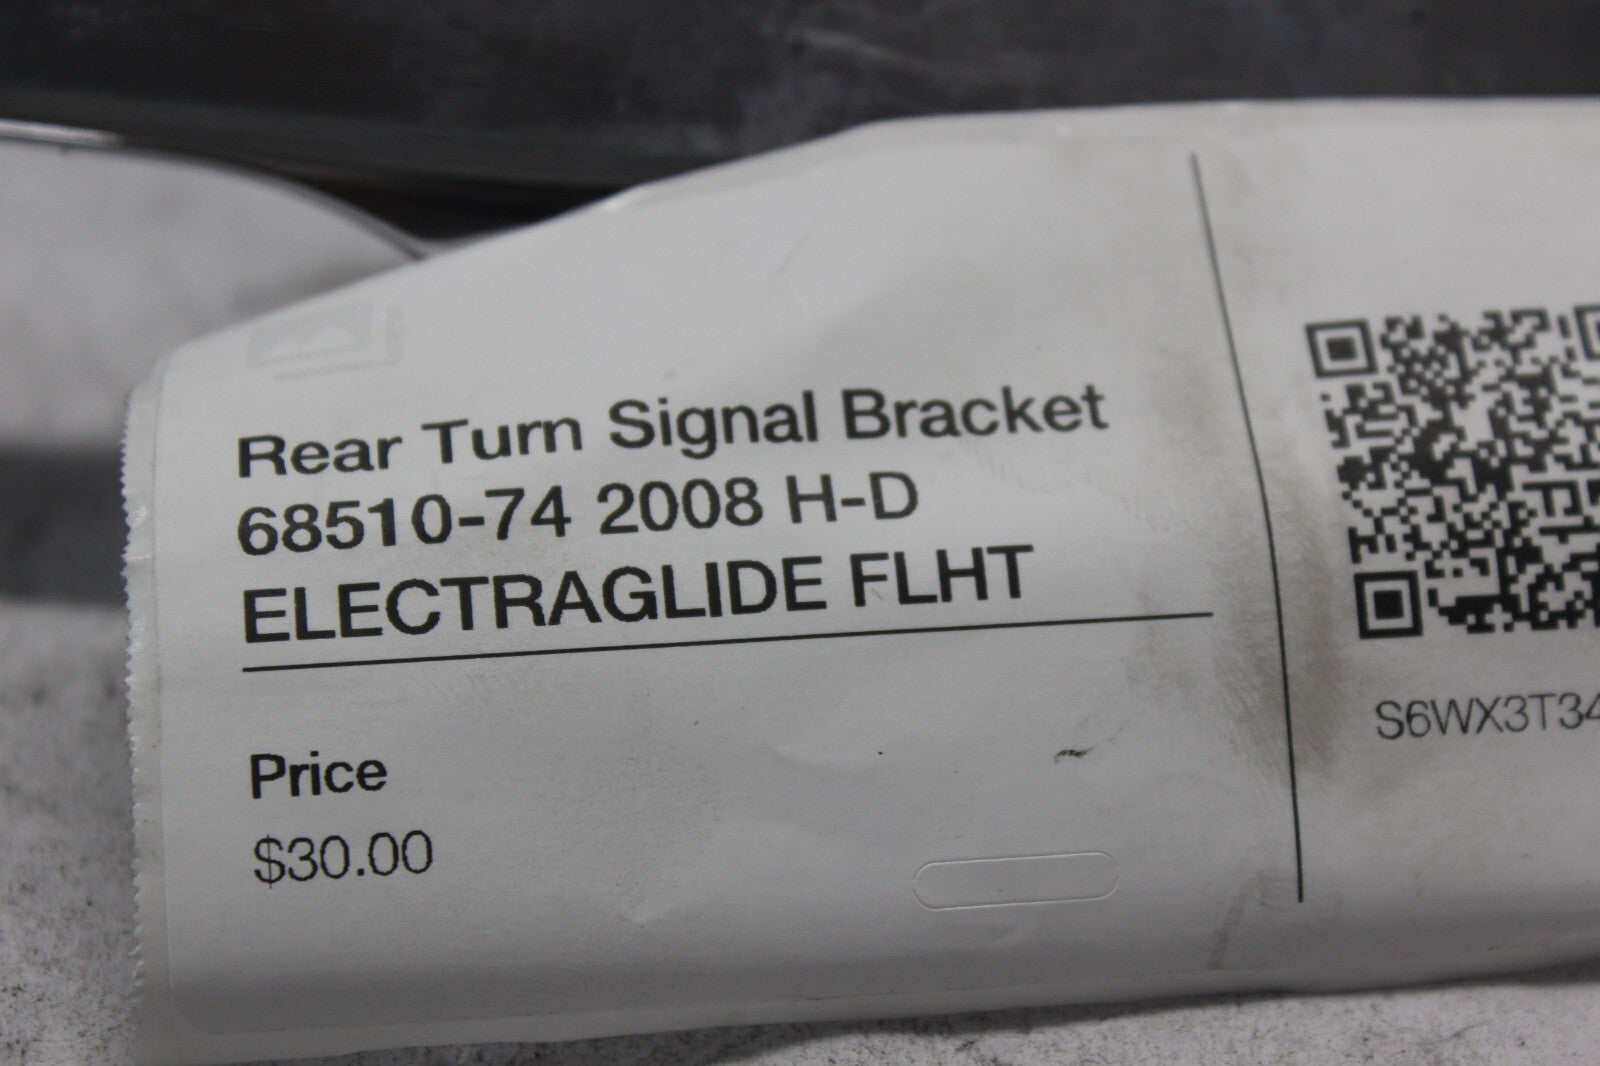 Rear Turn Signal Bracket
68510-74 2008 H-D
ELECTRAGLIDE FLHT
Price
$30.00
S6WX3T34